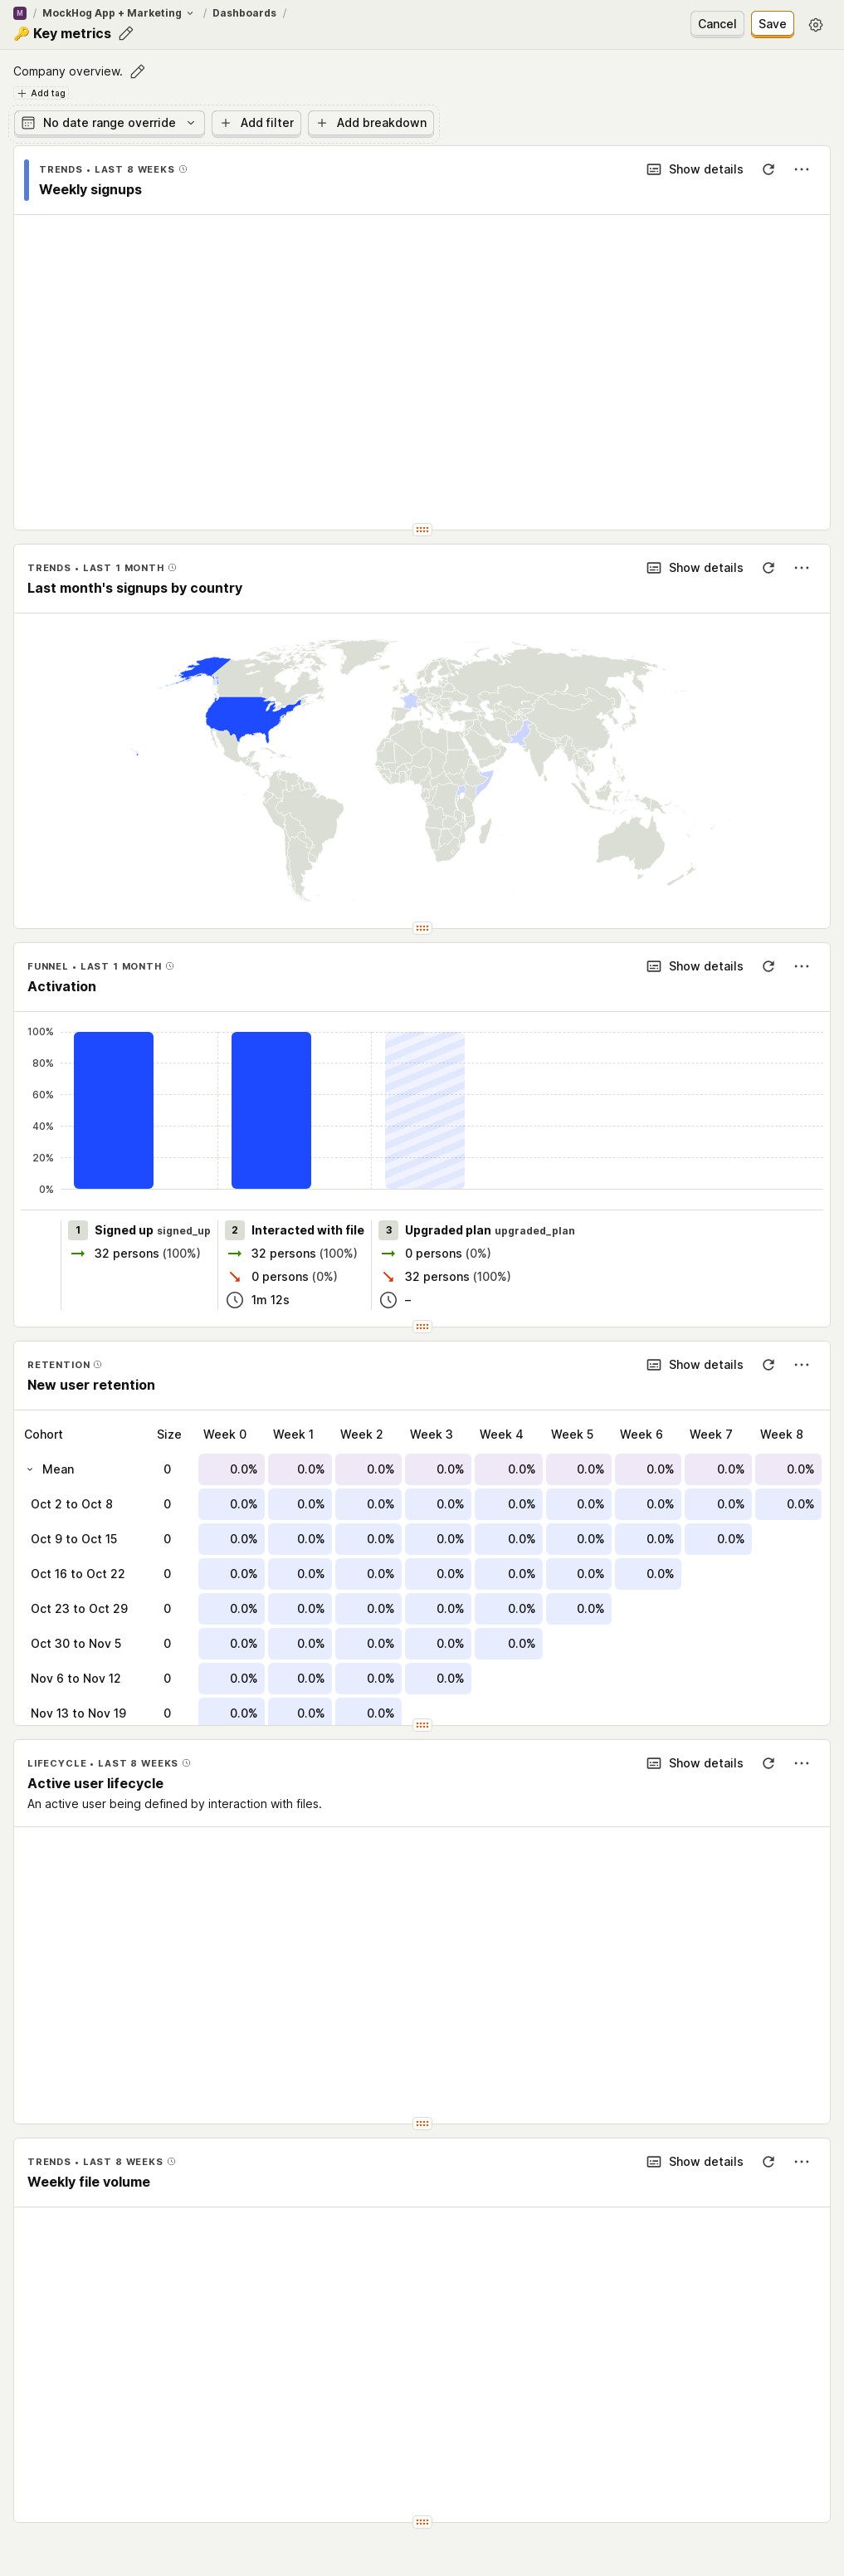 M / MockHog App + Marketing / Dashboards /
🔑 Key metrics
Cancel
Save
Company overview.
Add tag
No date range override
Add filter
Add breakdown
TRENDS • LAST 8 WEEKS
Show details
Weekly signups
TRENDS • LAST 1 MONTH
Show details
Last month's signups by country
FUNNEL • LAST 1 MONTH
Show details
Activation
100%
80%
60%
40%
20%
0%
1 Signed up signed_up
32 persons (100%)
2 Interacted with file
32 persons (100%)
0 persons (0%)
1m 12s
3 Upgraded plan upgraded_plan
0 persons (0%)
32 persons (100%)
–
RETENTION
Show details
New user retention
Cohort Size Week 0 Week 1 Week 2 Week 3 Week 4 Week 5 Week 6 Week 7 Week 8
Mean 0 0.0% 0.0% 0.0% 0.0% 0.0% 0.0% 0.0% 0.0% 0.0%
Oct 2 to Oct 8 0 0.0% 0.0% 0.0% 0.0% 0.0% 0.0% 0.0% 0.0% 0.0%
Oct 9 to Oct 15 0 0.0% 0.0% 0.0% 0.0% 0.0% 0.0% 0.0% 0.0%
Oct 16 to Oct 22 0 0.0% 0.0% 0.0% 0.0% 0.0% 0.0% 0.0%
Oct 23 to Oct 29 0 0.0% 0.0% 0.0% 0.0% 0.0% 0.0%
Oct 30 to Nov 5 0 0.0% 0.0% 0.0% 0.0% 0.0%
Nov 6 to Nov 12 0 0.0% 0.0% 0.0% 0.0%
Nov 13 to Nov 19 0 0.0% 0.0% 0.0%
LIFECYCLE • LAST 8 WEEKS
Show details
Active user lifecycle
An active user being defined by interaction with files.
TRENDS • LAST 8 WEEKS
Show details
Weekly file volume